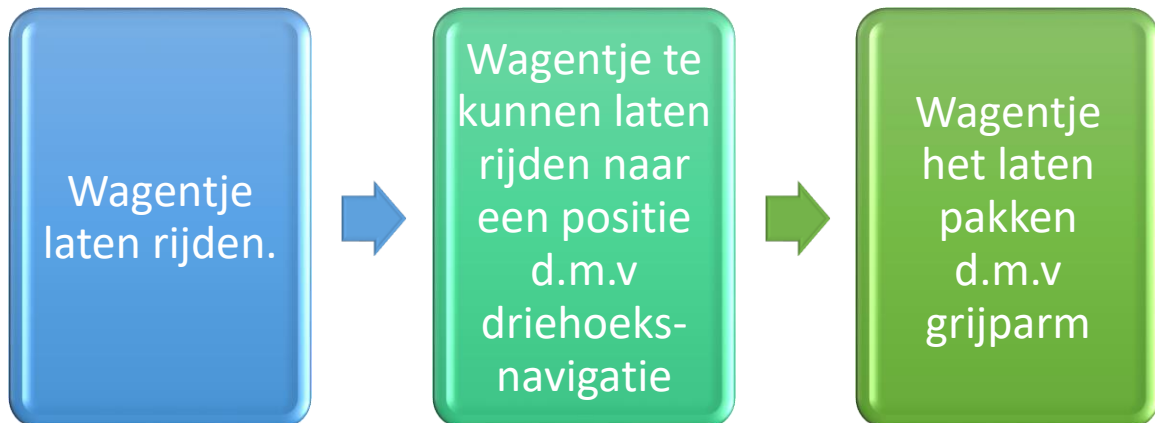 Wagentje
laten rijden.
Wagentje te
kunnen laten
rijden naar
een positie
d.m.v
driehoeks-
navigatie
Wagentje
het laten
pakken
d.m.v
grijparm